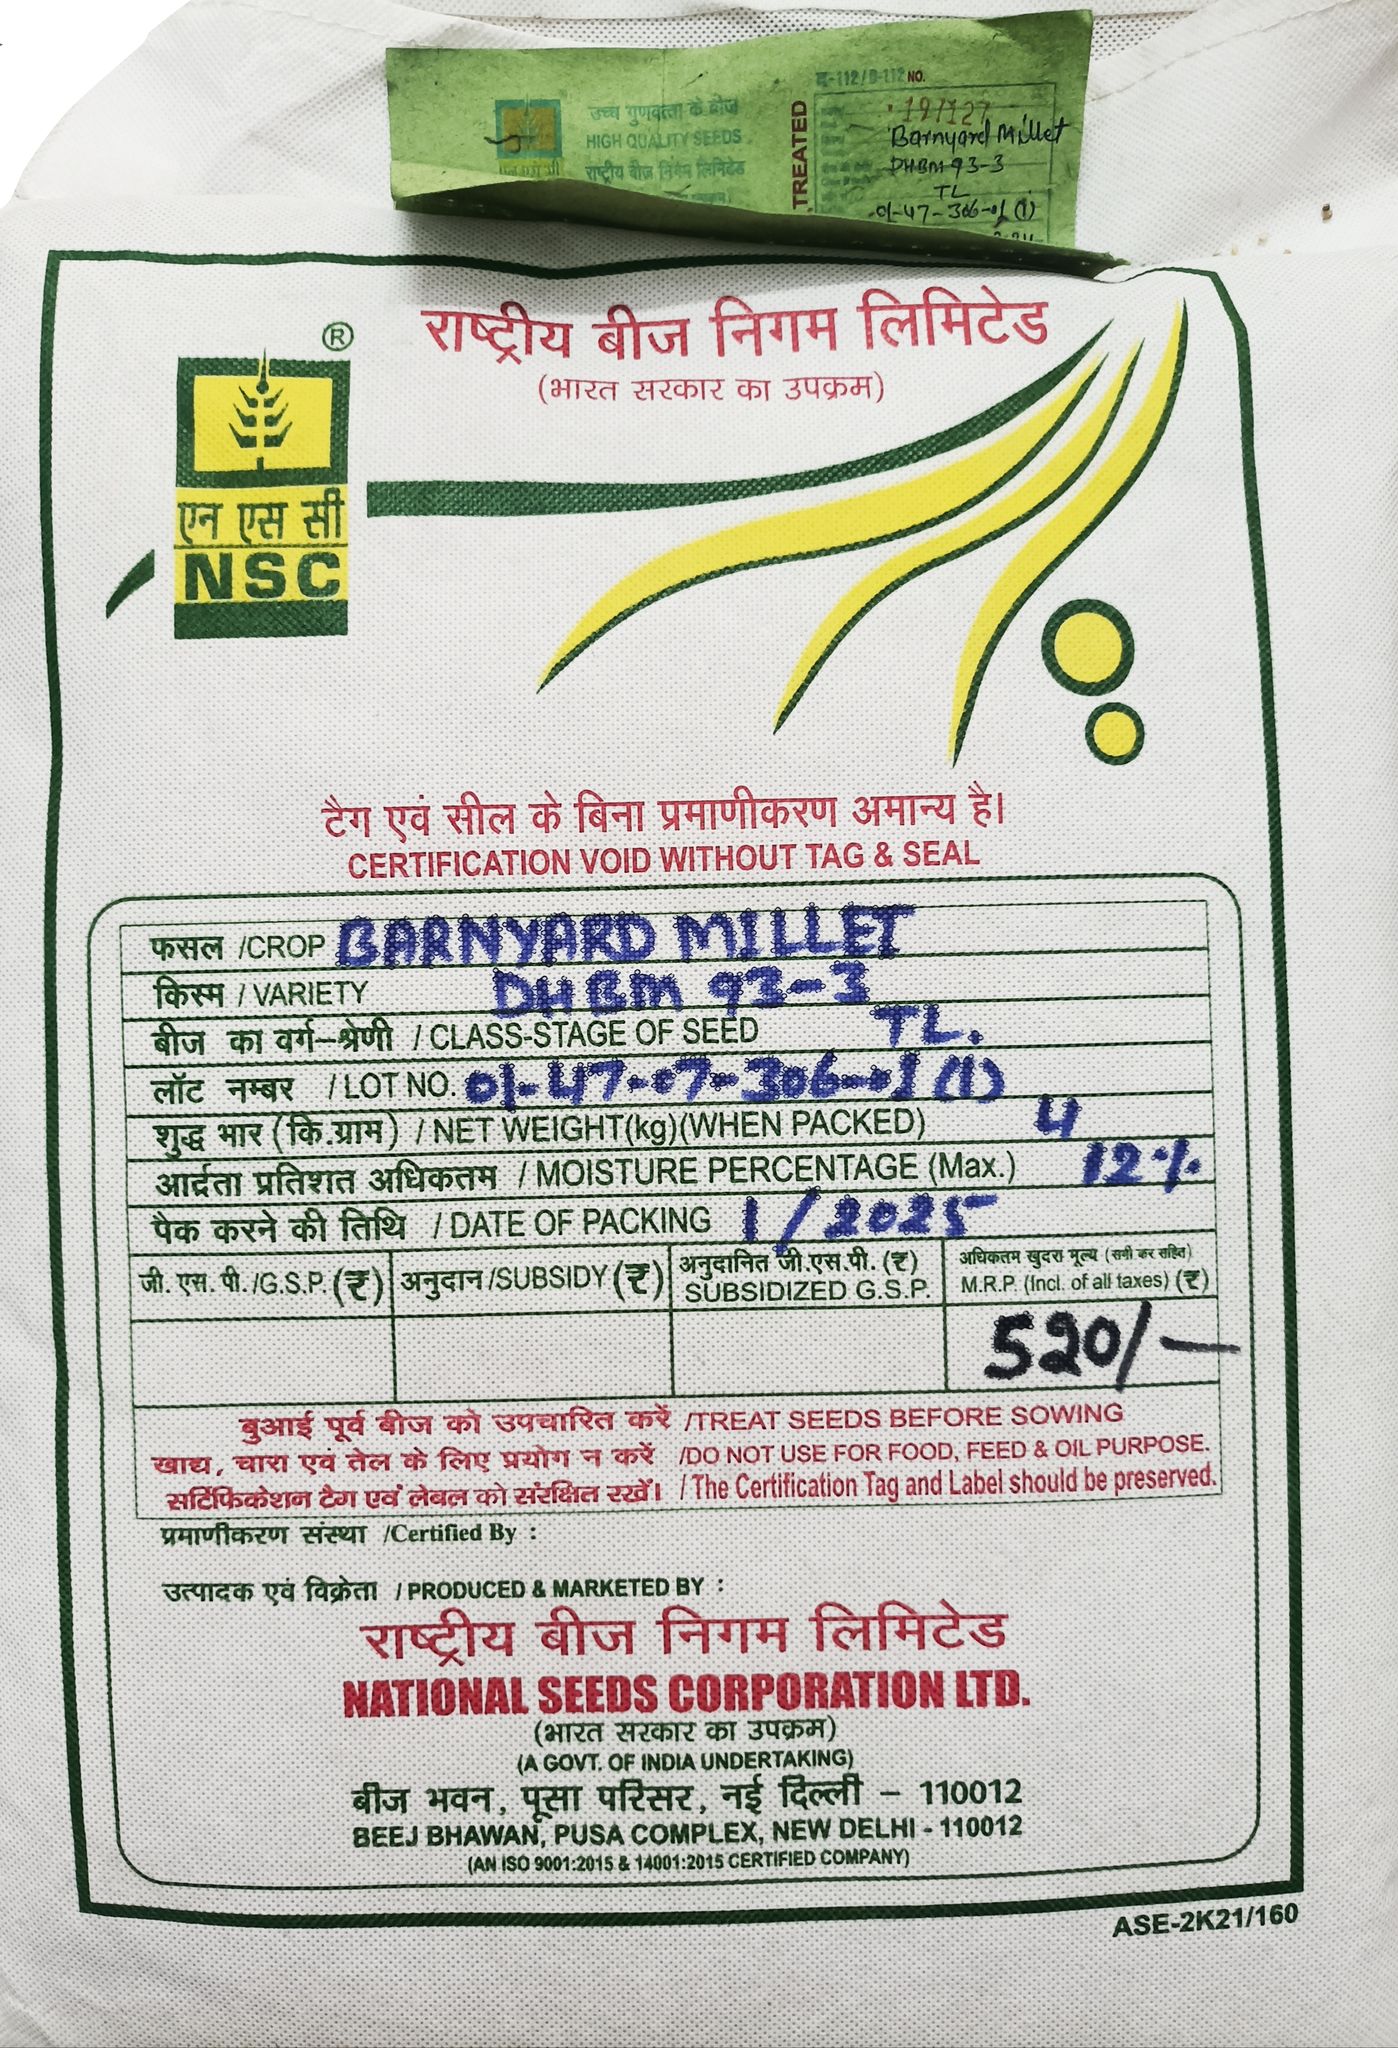 उच्च गुणवत्ता के बीज
HIGH QUALITY SEEDS
राष्ट्रीय बीज निगम लिमिटेड
TREATED
D-112 NO.
Barnyard Millet
DHBM 93-3
TL
01-47-306-01 (1)
®
राष्ट्रीय बीज निगम लिमिटेड
(भारत सरकार का उपक्रम)
एन एस सी
NSC
टैग एवं सील के बिना प्रमाणीकरण अमान्य है।
CERTIFICATION VOID WITHOUT TAG & SEAL
फसल /CROP BARNYARD MILLET
किस्म / VARIETY DHBM 93-3
बीज का वर्ग–श्रेणी / CLASS-STAGE OF SEED TL.
लॉट नम्बर / LOT NO. 01-47-07-306-01 (1)
शुद्ध भार (कि.ग्राम) / NET WEIGHT(kg)(WHEN PACKED) 4
आर्द्रता प्रतिशत अधिकतम / MOISTURE PERCENTAGE (Max.) 12%
पैक करने की तिथि / DATE OF PACKING 1/2025
जी. एस. पी. /G.S.P. (₹) अनुदान /SUBSIDY (₹) अनुदानित जी.एस.पी. (₹) SUBSIDIZED G.S.P. अधिकतम खुदरा मूल्य (सभी कर सहित) M.R.P. (Incl. of all taxes) (₹)
520/-
बुआई पूर्व बीज को उपचारित करें /TREAT SEEDS BEFORE SOWING
खाद्य, चारा एवं तेल के लिए प्रयोग न करें /DO NOT USE FOR FOOD, FEED & OIL PURPOSE.
सर्टिफिकेशन टैग एवं लेबल को संरक्षित रखें। / The Certification Tag and Label should be preserved.
प्रमाणीकरण संस्था /Certified By :
उत्पादक एवं विक्रेता / PRODUCED & MARKETED BY :
राष्ट्रीय बीज निगम लिमिटेड
NATIONAL SEEDS CORPORATION LTD.
(भारत सरकार का उपक्रम)
(A GOVT. OF INDIA UNDERTAKING)
बीज भवन, पूसा परिसर, नई दिल्ली – 110012
BEEJ BHAWAN, PUSA COMPLEX, NEW DELHI - 110012
(AN ISO 9001:2015 & 14001:2015 CERTIFIED COMPANY)
ASE-2K21/160